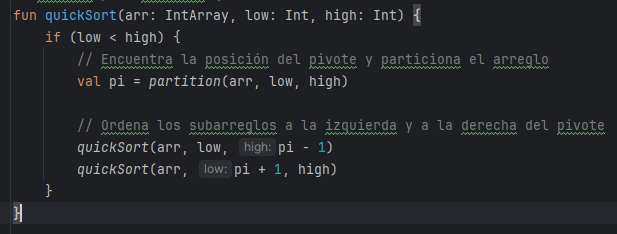 fun quickSort(arr: IntArray, low: Int, high: Int) {
    if (low < high) {
        // Encuentra la posición del pivote y particiona el arreglo
        val pi = partition(arr, low, high)

        // Ordena los subarreglos a la izquierda y a la derecha del pivote
        quickSort(arr, low, high: pi - 1)
        quickSort(arr, low: pi + 1, high)
    }
}